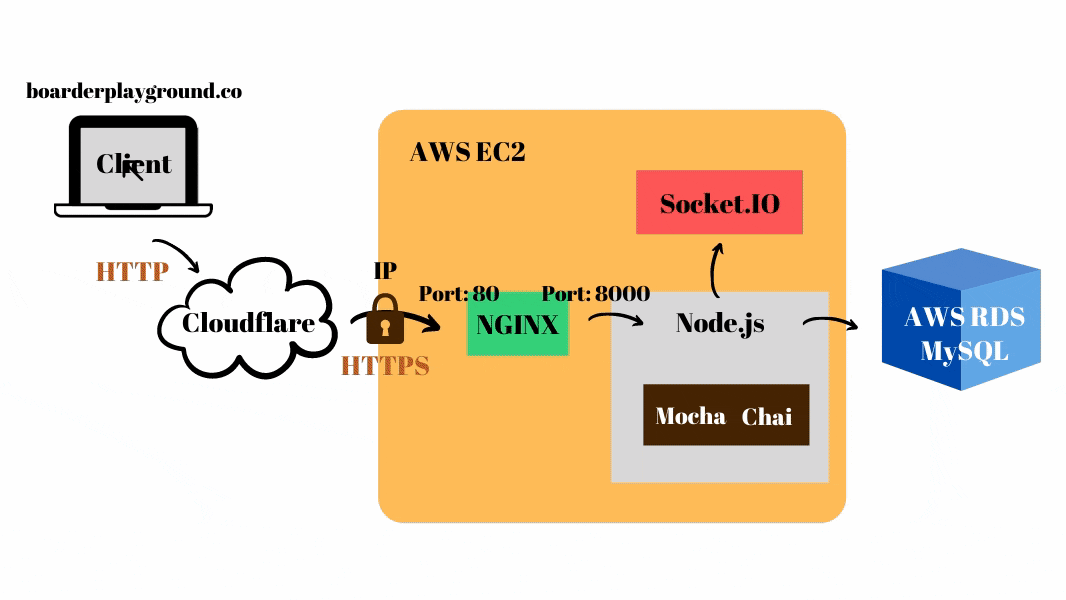 boarderplayground.co
Client
HTTP
Cloudflare
IP
HTTPS
AWS EC2
Port: 80
NGINX
Port: 8000
Socket.IO
Node.js
Mocha Chai
AWS RDS
MySQL